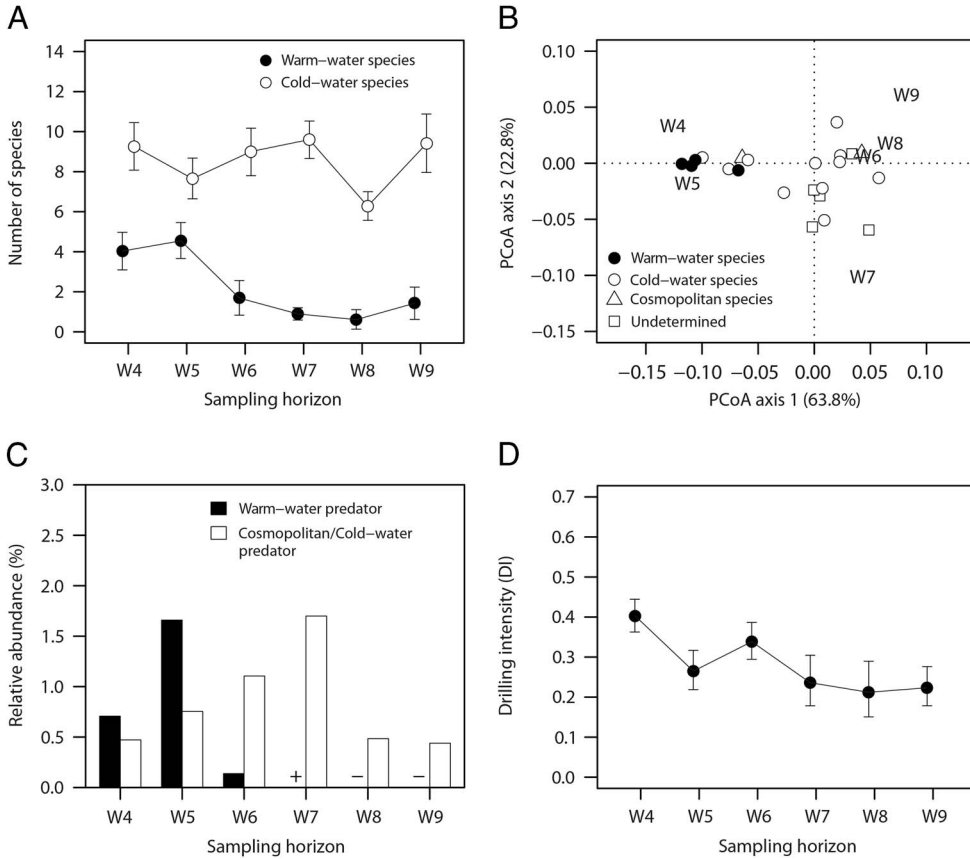 A
14
12
10
8
6
4
2
0
Number of species
Warm−water species
Cold−water species
W4 W5 W6 W7 W8 W9
Sampling horizon
B
0.10
0.05
0.00
−0.05
−0.10
−0.15
PCoA axis 2 (22.8%)
W9
W4
W8
W6
W5
W7
Warm−water species
Cold−water species
Cosmopolitan species
Undetermined
−0.15 −0.10 −0.05 0.00 0.05 0.10
PCoA axis 1 (63.8%)
C
3.0
2.5
2.0
1.5
1.0
0.5
0.0
Relative abundance (%)
Warm−water predator
Cosmopolitan/Cold−water
predator
+ − −
W4 W5 W6 W7 W8 W9
Sampling horizon
D
0.7
0.6
0.5
0.4
0.3
0.2
0.1
0.0
Drilling intensity (DI)
W4 W5 W6 W7 W8 W9
Sampling horizon